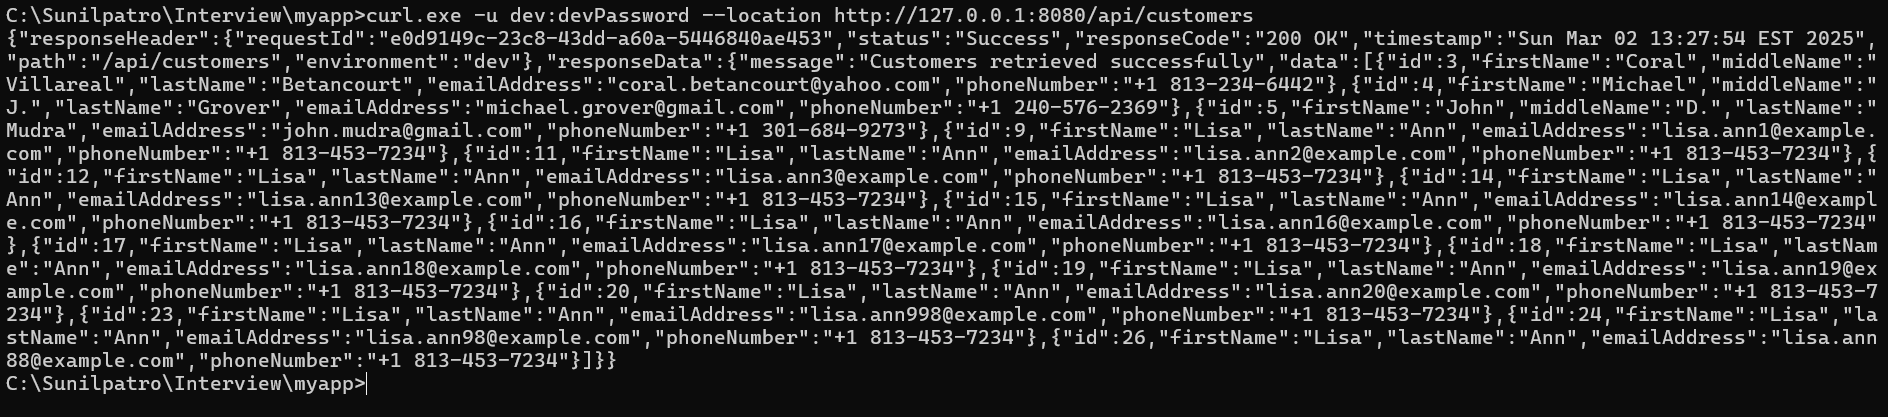 C:\Sunilpatro\Interview\myapp>curl.exe -u dev:devPassword --location http://127.0.0.1:8080/api/customers
{"responseHeader":{"requestId":"e0d9149c-23c8-43dd-a60a-5446840ae453","status":"Success","responseCode":"200 OK","timestamp":"Sun Mar 02 13:27:54 EST 2025",
"path":"/api/customers","environment":"dev"},"responseData":{"message":"Customers retrieved successfully","data":[{"id":3,"firstName":"Coral","middleName":"
Villareal","lastName":"Betancourt","emailAddress":"coral.betancourt@yahoo.com","phoneNumber":"+1 813-234-6442"},{"id":4,"firstName":"Michael","middleName":"
J.","lastName":"Grover","emailAddress":"michael.grover@gmail.com","phoneNumber":"+1 240-576-2369"},{"id":5,"firstName":"John","middleName":"D.","lastName":"
Mudra","emailAddress":"john.mudra@gmail.com","phoneNumber":"+1 301-684-9273"},{"id":9,"firstName":"Lisa","lastName":"Ann","emailAddress":"lisa.ann1@example.
com","phoneNumber":"+1 813-453-7234"},{"id":11,"firstName":"Lisa","lastName":"Ann","emailAddress":"lisa.ann2@example.com","phoneNumber":"+1 813-453-7234"},{
"id":12,"firstName":"Lisa","lastName":"Ann","emailAddress":"lisa.ann3@example.com","phoneNumber":"+1 813-453-7234"},{"id":14,"firstName":"Lisa","lastName":"
Ann","emailAddress":"lisa.ann13@example.com","phoneNumber":"+1 813-453-7234"},{"id":15,"firstName":"Lisa","lastName":"Ann","emailAddress":"lisa.ann14@exampl
e.com","phoneNumber":"+1 813-453-7234"},{"id":16,"firstName":"Lisa","lastName":"Ann","emailAddress":"lisa.ann16@example.com","phoneNumber":"+1 813-453-7234"
},{"id":17,"firstName":"Lisa","lastName":"Ann","emailAddress":"lisa.ann17@example.com","phoneNumber":"+1 813-453-7234"},{"id":18,"firstName":"Lisa","lastNam
e":"Ann","emailAddress":"lisa.ann18@example.com","phoneNumber":"+1 813-453-7234"},{"id":19,"firstName":"Lisa","lastName":"Ann","emailAddress":"lisa.ann19@ex
ample.com","phoneNumber":"+1 813-453-7234"},{"id":20,"firstName":"Lisa","lastName":"Ann","emailAddress":"lisa.ann20@example.com","phoneNumber":"+1 813-453-7
234"},{"id":23,"firstName":"Lisa","lastName":"Ann","emailAddress":"lisa.ann998@example.com","phoneNumber":"+1 813-453-7234"},{"id":24,"firstName":"Lisa","la
stName":"Ann","emailAddress":"lisa.ann98@example.com","phoneNumber":"+1 813-453-7234"},{"id":26,"firstName":"Lisa","lastName":"Ann","emailAddress":"lisa.ann
88@example.com","phoneNumber":"+1 813-453-7234"}]}}
C:\Sunilpatro\Interview\myapp>